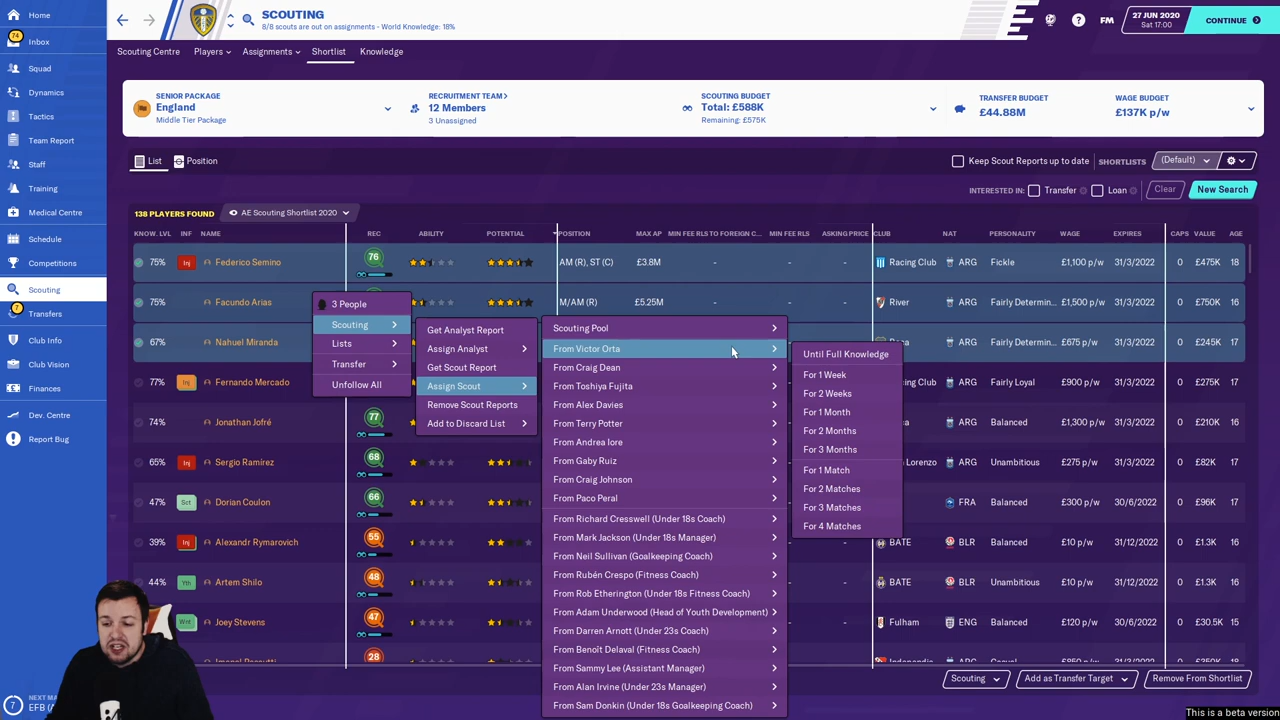 SCOUTING
8/8 scouts are out on assignments - World Knowledge: 18%
FM
27 JUN 2020
Sat 17:00
CONTINUE
Home
74
Inbox
Squad
Dynamics
Tactics
Team Report
Staff
Training
Medical Centre
Schedule
Competitions
Scouting
7
Transfers
Club Info
Club Vision
Finances
Dev. Centre
Report Bug
Scouting Centre
Players
Assignments
Shortlist
Knowledge
SENIOR PACKAGE
England
Middle Tier Package
RECRUITMENT TEAM
12 Members
3 Unassigned
SCOUTING BUDGET
Total: £588K
Remaining: £575K
TRANSFER BUDGET
£44.88M
WAGE BUDGET
£137K p/w
List
Position
Keep Scout Reports up to date
SHORTLISTS
(Default)
INTERESTED IN:
Transfer
Loan
Clear
New Search
138 PLAYERS FOUND
AE Scouting Shortlist 2020
KNOW. LVL INF NAME REC ABILITY POTENTIAL POSITION MAX AP MIN FEE RLS TO FOREIGN C... MIN FEE RLS ASKING PRICE CLUB NAT PERSONALITY WAGE EXPIRES CAPS VALUE AGE
75% Inj Federico Semino 76 AM (R), ST (C) £3.8M - - - Racing Club ARG Fickle £1,100 p/w 31/3/2022 0 £475K 18
75% Facundo Arias M/AM (R) £5.25M - - - River ARG Fairly Determin... £1,500 p/w 31/3/2022 0 £750K 16
67% Nahuel Miranda ARG Fairly Determin... £675 p/w 31/3/2022 0 £245K 17
77% Inj Fernando Mercado ARG Fairly Loyal £900 p/w 31/3/2022 0 £275K 17
74% Jonathan Jofré 77 ARG Balanced £1,300 p/w 31/3/2022 0 £210K 16
65% Inj Sergio Ramírez 68 Lorenzo ARG Unambitious £275 p/w 31/3/2022 0 £82K 17
47% Sct Dorian Coulon 66 FRA Balanced £300 p/w 30/6/2022 0 £96K 17
39% Inj Alexandr Rymarovich 55 - BATE BLR Balanced £10 p/w 31/12/2022 0 £1.3K 17
44% Yth Artem Shilo 48 - - BATE BLR Unambitious £10 p/w 31/12/2022 0 £1.3K 16
Wnt Joey Stevens 47 - - Fulham ENG Balanced £120 p/w 30/6/2022 0 £30.5K 15
28
3 People
Scouting
Lists
Transfer
Unfollow All
Get Analyst Report
Assign Analyst
Get Scout Report
Assign Scout
Remove Scout Reports
Add to Discard List
Scouting Pool
From Victor Orta
From Craig Dean
From Toshiya Fujita
From Alex Davies
From Terry Potter
From Andrea Iore
From Gaby Ruiz
From Craig Johnson
From Paco Peral
From Richard Cresswell (Under 18s Coach)
From Mark Jackson (Under 18s Manager)
From Neil Sullivan (Goalkeeping Coach)
From Rubén Crespo (Fitness Coach)
From Rob Etherington (Under 18s Fitness Coach)
From Adam Underwood (Head of Youth Development)
From Darren Arnott (Under 23s Coach)
From Benoît Delaval (Fitness Coach)
From Sammy Lee (Assistant Manager)
From Alan Irvine (Under 23s Manager)
From Sam Donkin (Under 18s Goalkeeping Coach)
Until Full Knowledge
For 1 Week
For 2 Weeks
For 1 Month
For 2 Months
For 3 Months
For 1 Match
For 2 Matches
For 3 Matches
For 4 Matches
Scouting
Add as Transfer Target
Remove From Shortlist
7
NEXT MA
EFB (
This is a beta version